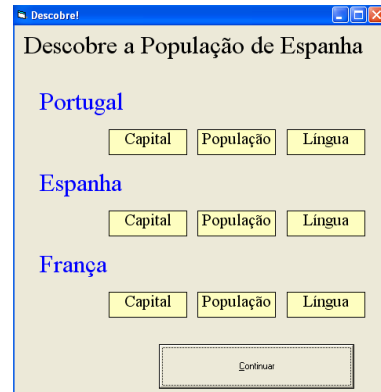 Descobre!
Descobre a População de Espanha
Portugal
Capital População Língua
Espanha
Capital População Língua
França
Capital População Língua
Continuar